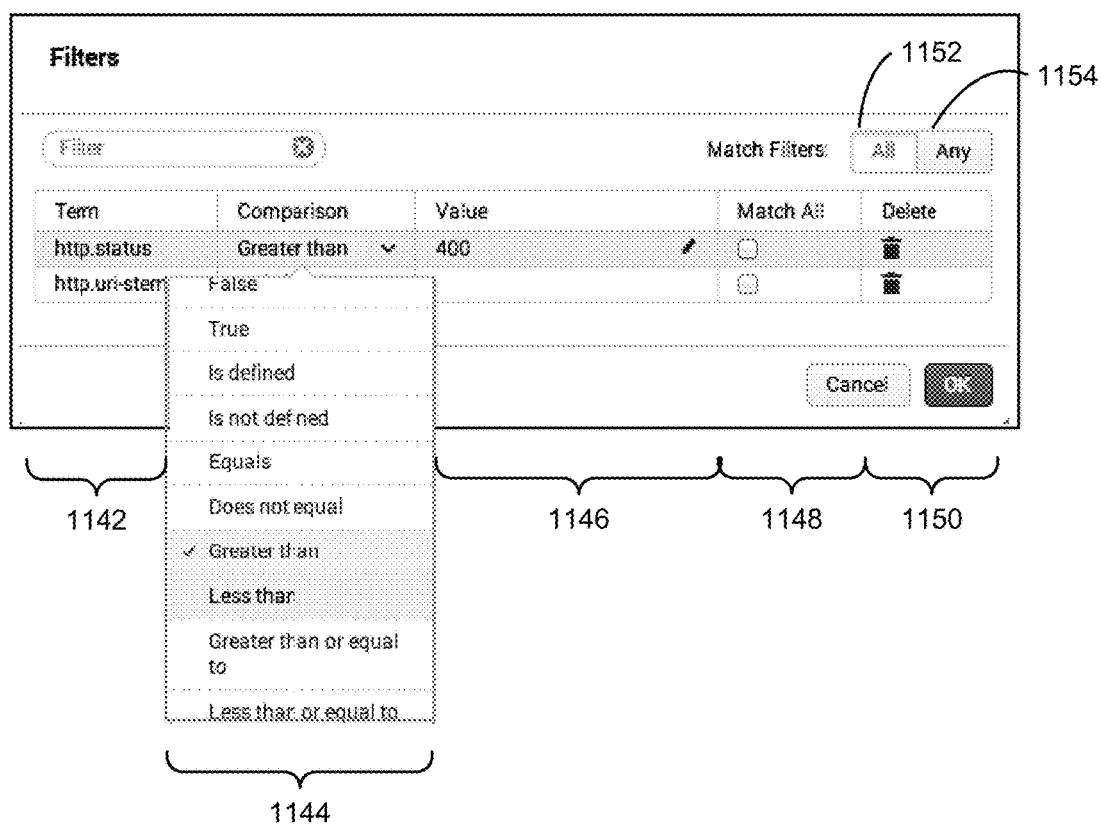 1152
1154
Filters
Filter
Match Filters: All Any
Term Comparison Value Match All Delete
http.status Greater than 400
http.uri-stem
False
True
Is defined
Is not defined
Equals
Does not equal
Greater than
Less than
Greater than or equal
to
Less than or equal to
Cancel OK
1142 1146 1148 1150
1144